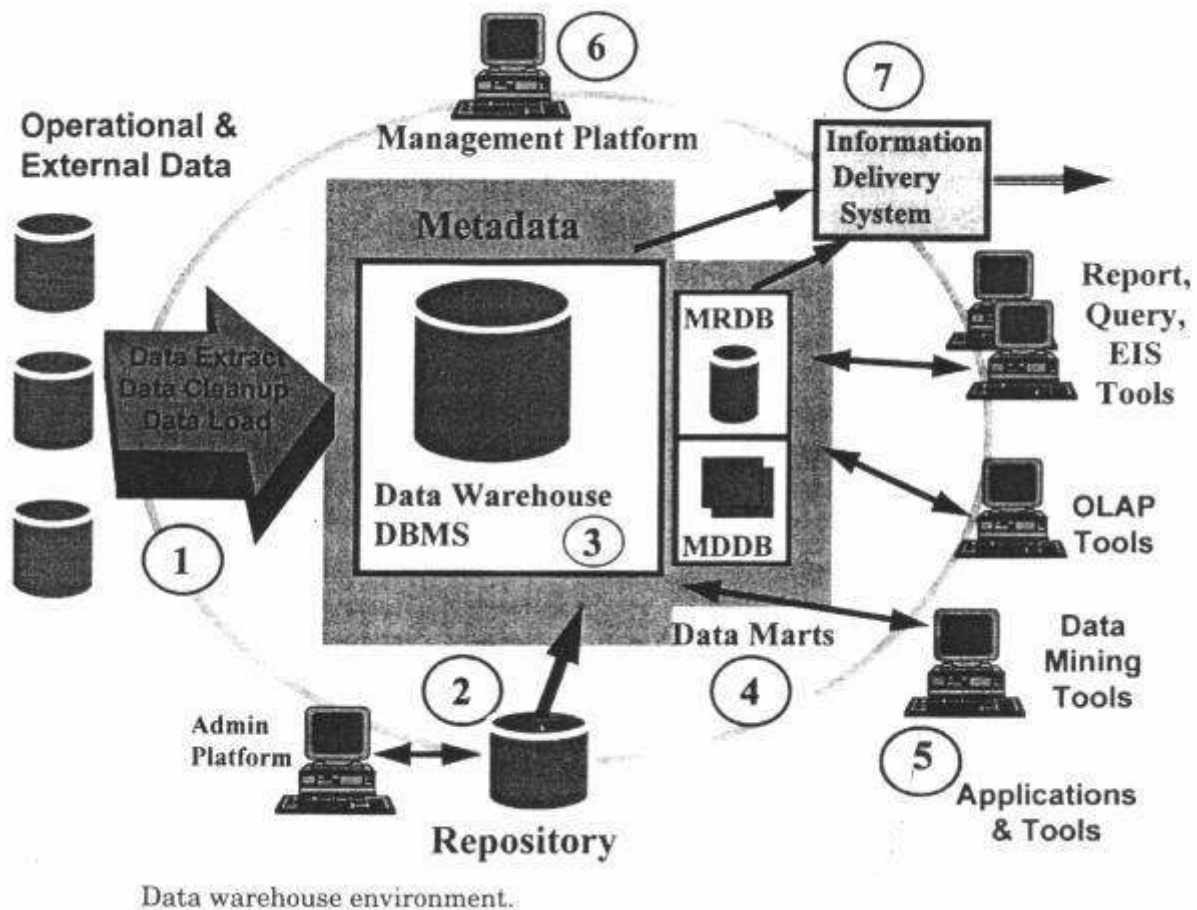 6
7
Operational &
External Data
Management Platform
Information
Delivery
System
Metadata
Report,
Query,
EIS
Tools
MRDB
Data Extract
Data Cleanup
Data Load
Data Warehouse
DBMS
3
MDDB
OLAP
Tools
1
Data Marts
Data
Mining
Tools
2
4
Admin
Platform
5
Applications
& Tools
Repository
Data warehouse environment.